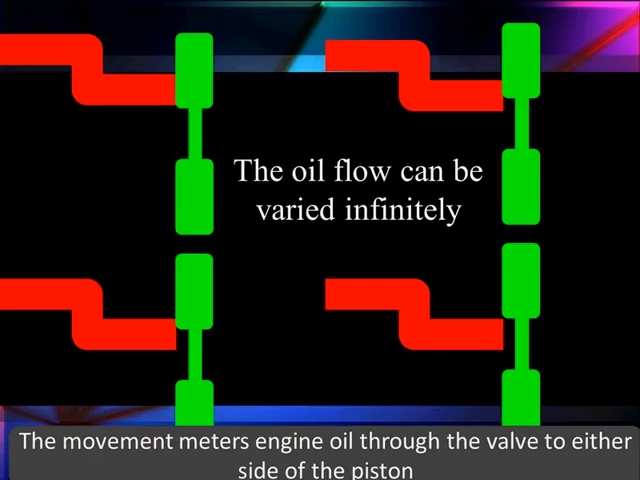 The oil flow can be
varied infinitely
The movement meters engine oil through the valve to either
side of the piston